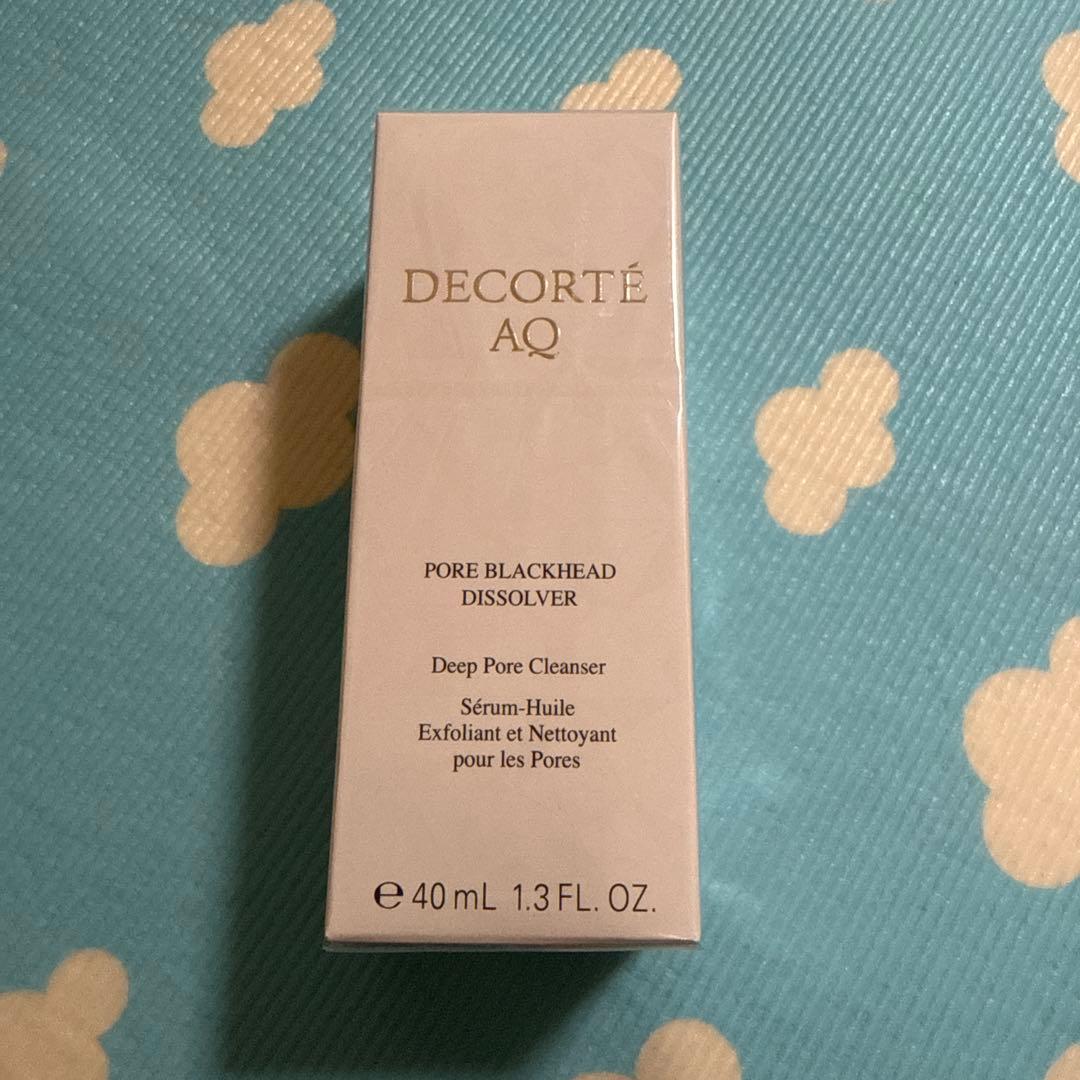 DECORTÉ
AQ
PORE BLACKHEAD
DISSOLVER
Deep Pore Cleanser
Sérum-Huile
Exfoliant et Nettoyant
pour les Pores
℮ 40 mL 1.3 FL. OZ.